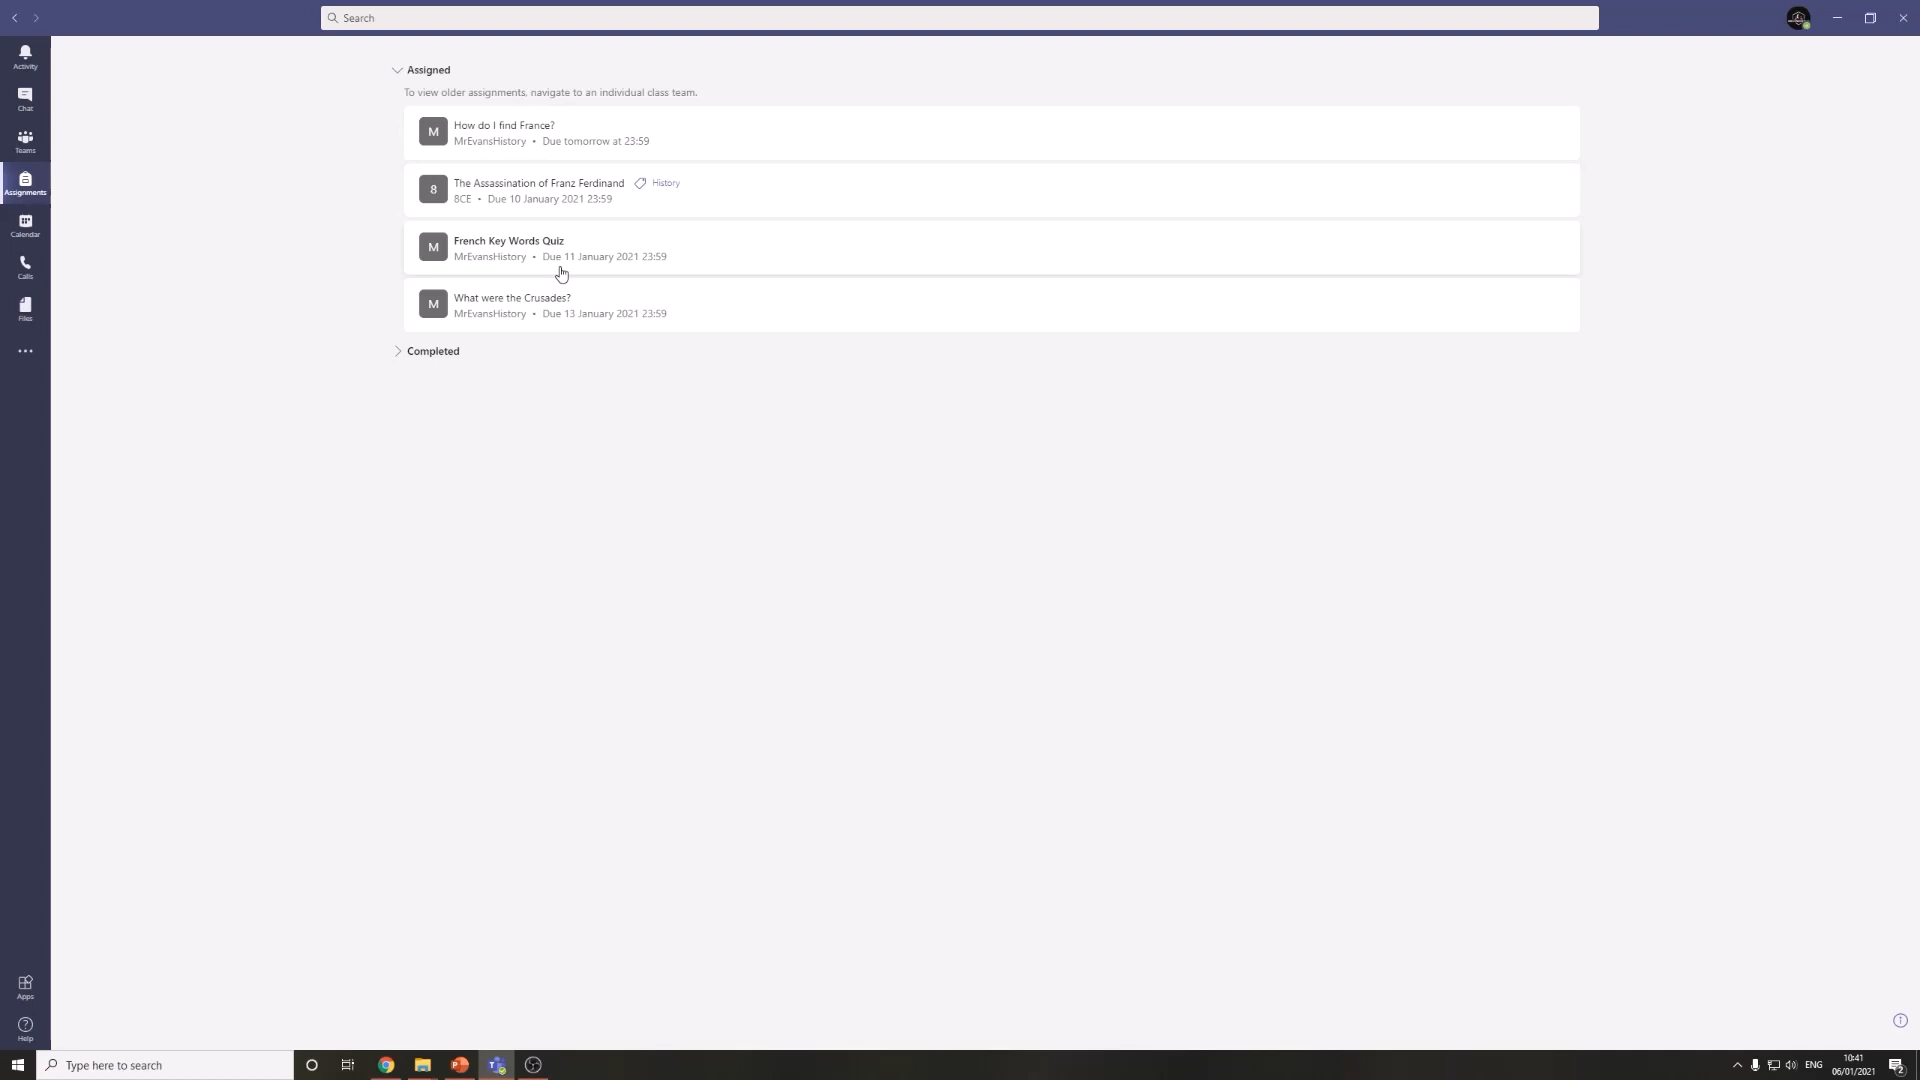 Search
Activity
Chat
Teams
Assignments
Calendar
Calls
Files
Assigned
To view older assignments, navigate to an individual class team.
M
How do I find France?
MrEvansHistory • Due tomorrow at 23:59
8
The Assassination of Franz Ferdinand History
8CE • Due 10 January 2021 23:59
M
French Key Words Quiz
MrEvansHistory • Due 11 January 2021 23:59
M
What were the Crusades?
MrEvansHistory • Due 13 January 2021 23:59
Completed
Apps
Help
Type here to search
ENG
10:41
06/01/2021
2